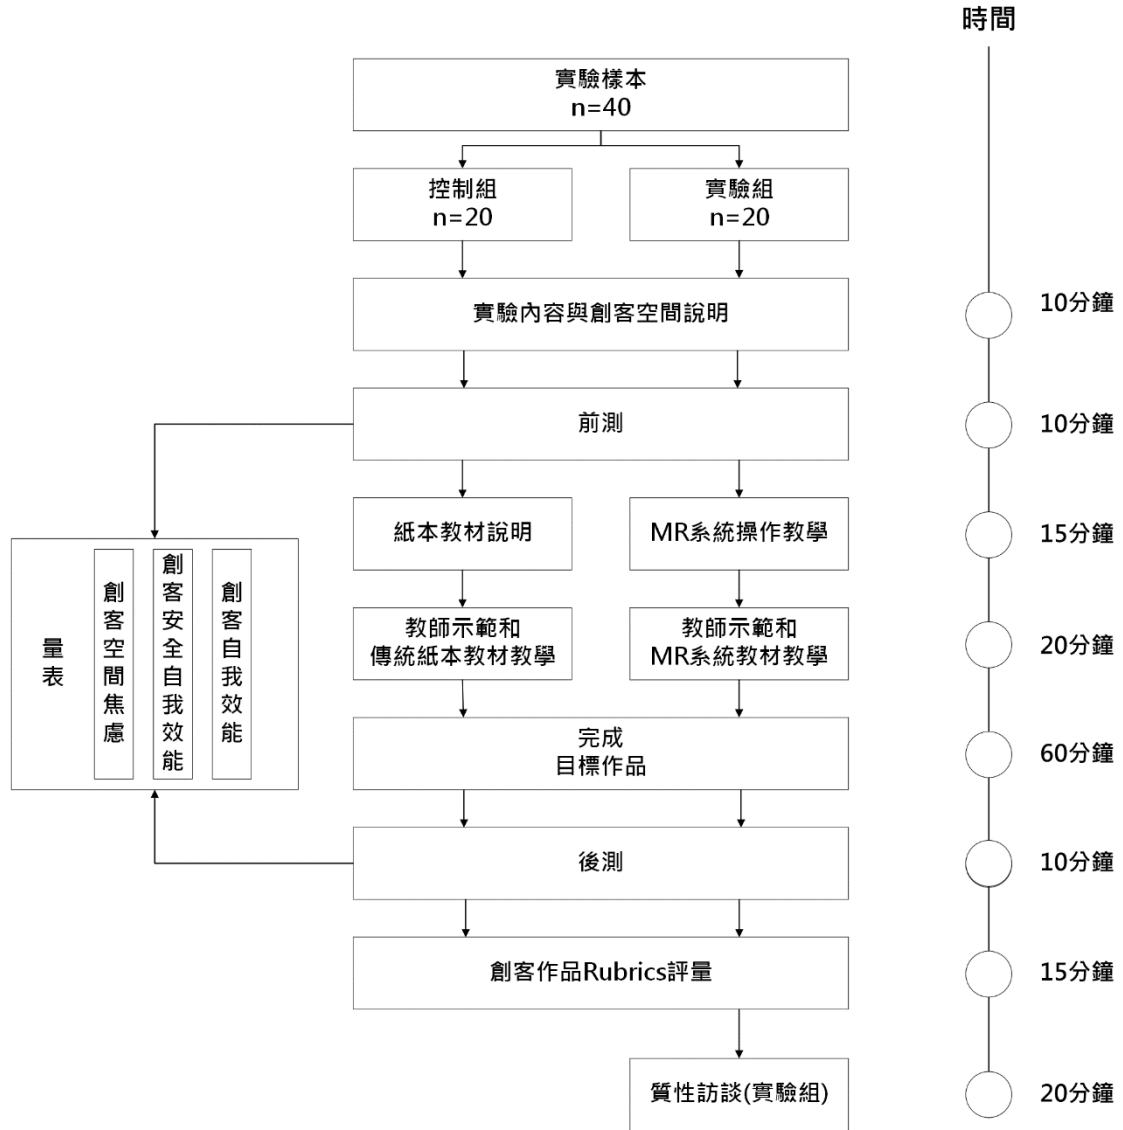 時間
實驗樣本
n=40
控制組
n=20
實驗組
n=20
實驗內容與創客空間說明
10分鐘
前測
10分鐘
紙本教材說明
MR系統操作教學
15分鐘
量表
創客空間焦慮
創客安全自我效能
創客自我效能
教師示範和
傳統紙本教材教學
教師示範和
MR系統教材教學
20分鐘
完成
目標作品
60分鐘
後測
10分鐘
創客作品Rubrics評量
15分鐘
質性訪談(實驗組)
20分鐘